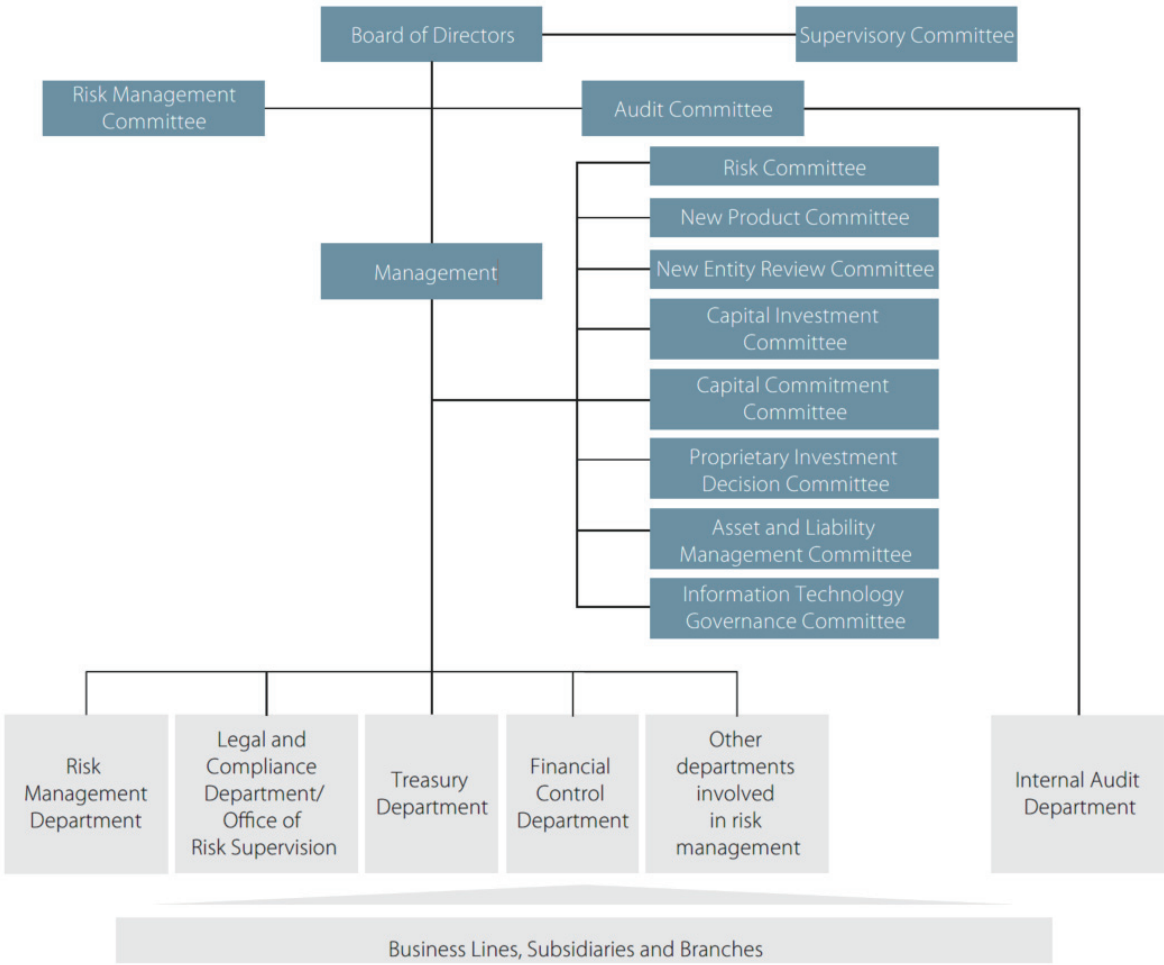 Board of Directors
Supervisory Committee
Risk Management
Committee
Audit Committee
Risk Committee
New Product Committee
Management
New Entity Review Committee
Capital Investment
Committee
Capital Commitment
Committee
Proprietary Investment
Decision Committee
Asset and Liability
Management Committee
Information Technology
Governance Committee
Risk
Management
Department
Legal and
Compliance
Department/
Office of
Risk Supervision
Treasury
Department
Financial
Control
Department
Other
departments
involved
in risk
management
Internal Audit
Department
Business Lines, Subsidiaries and Branches